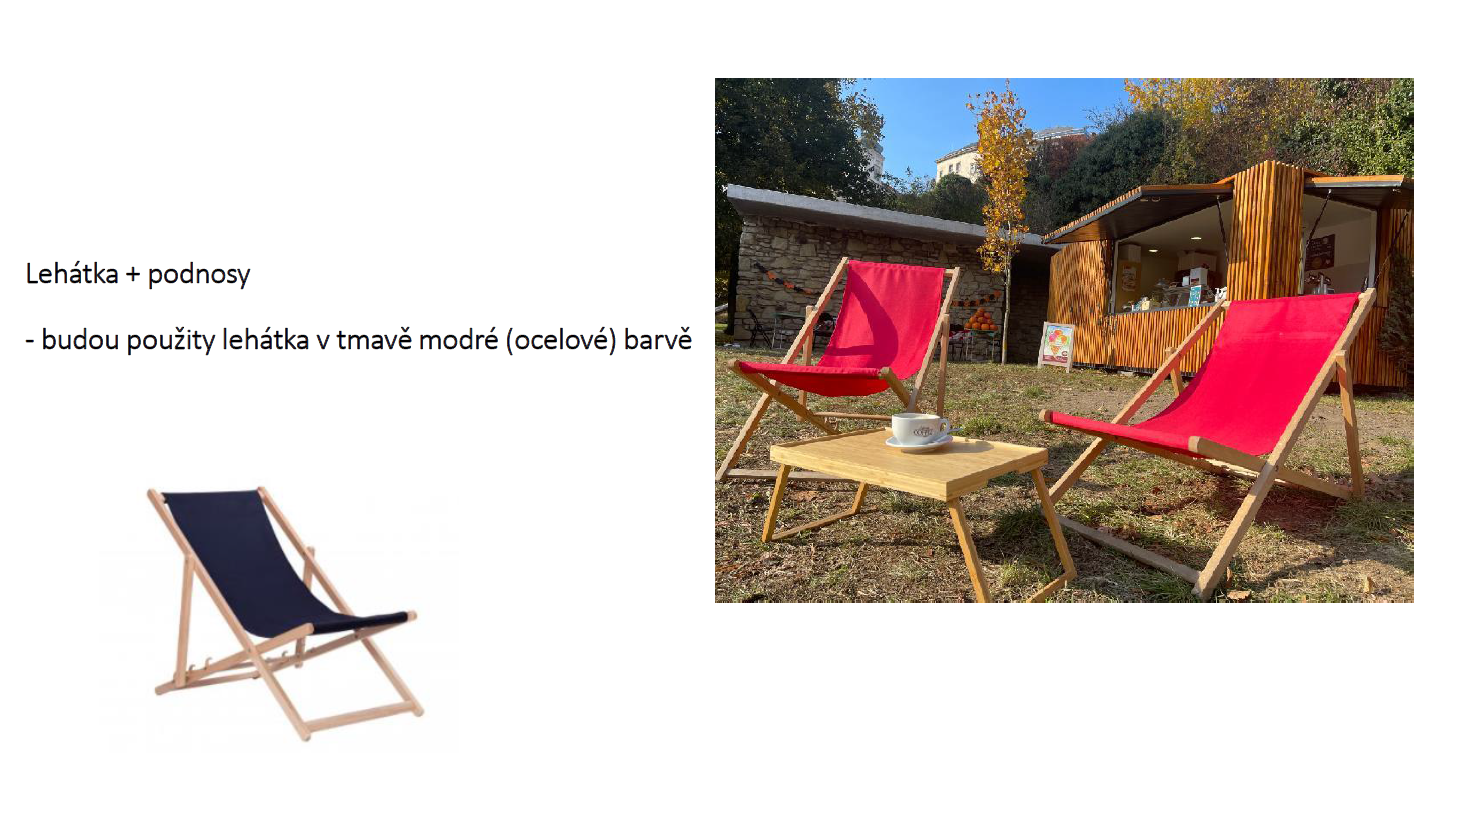 Lehátka + podnosy
- budou použity lehátka v tmavě modré (ocelové) barvě